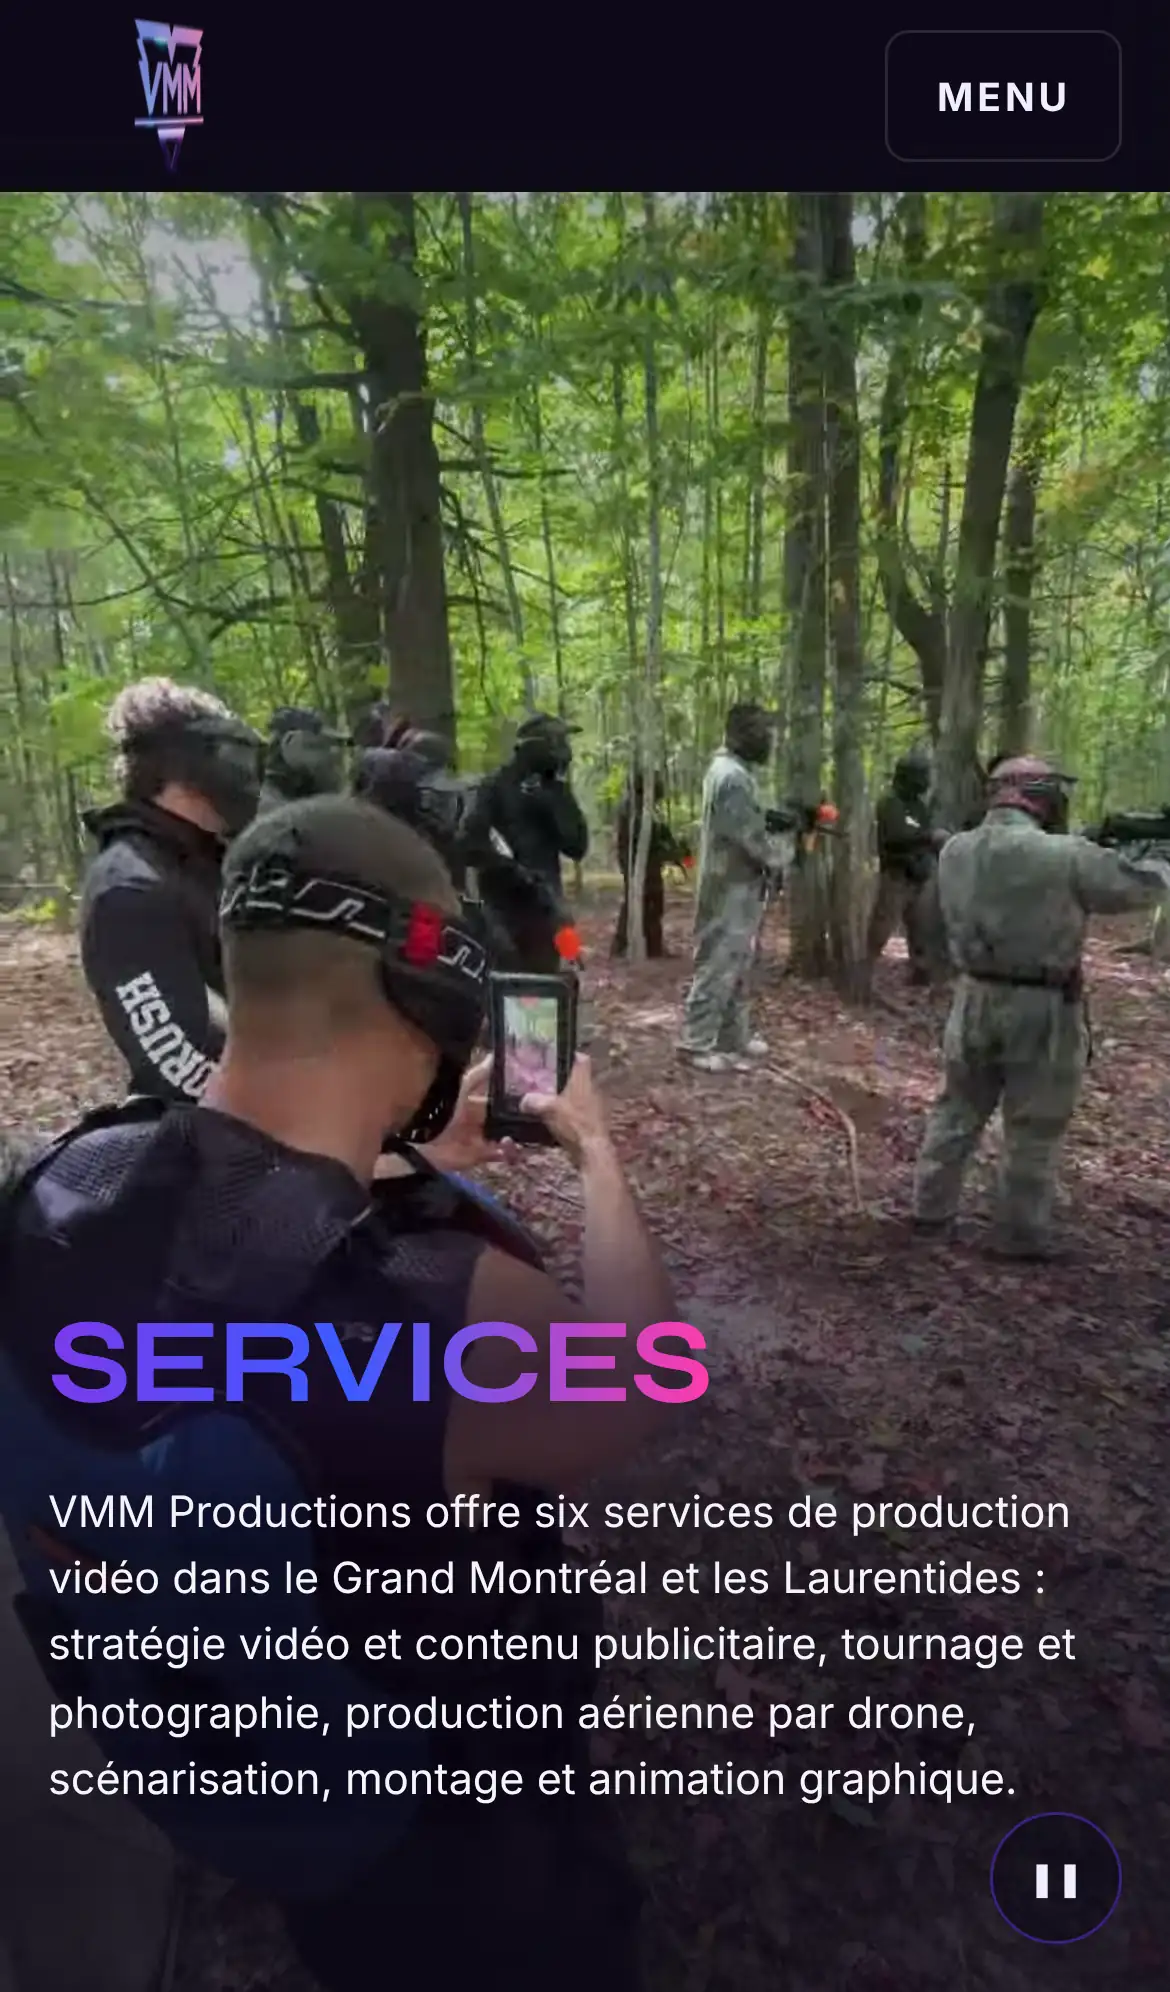 VMM
MENU
CRUSH
SERVICES
VMM Productions offre six services de production
vidéo dans le Grand Montréal et les Laurentides :
stratégie vidéo et contenu publicitaire, tournage et
photographie, production aérienne par drone,
scénarisation, montage et animation graphique.